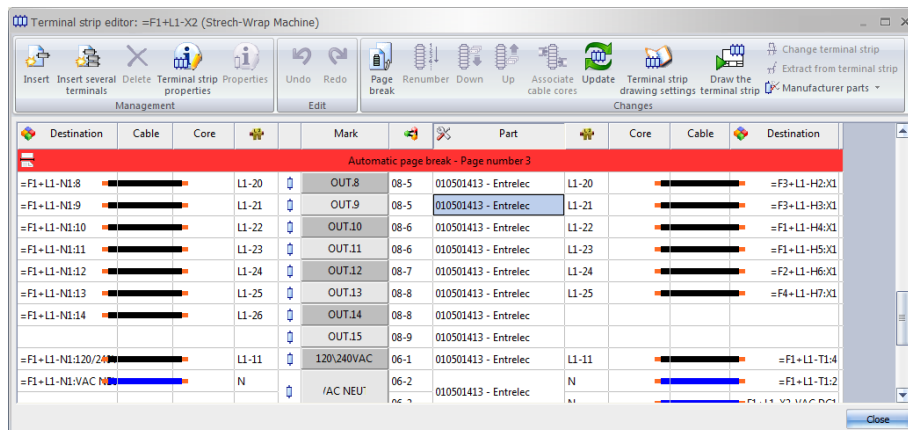 Terminal strip editor: =F1+L1-X2 (Strech-Wrap Machine)
Insert Insert several terminals Delete Terminal strip properties Properties Undo Redo Page break Renumber Down Up Associate cable cores Update Terminal strip drawing settings Draw the terminal strip
Change terminal strip
Extract from terminal strip
Manufacturer parts
Management Edit Changes
Destination Cable Core Mark Part Core Cable Destination
Automatic page break - Page number 3
=F1+L1-N1:8 L1-20 OUT.8 08-5 010501413 - Entrelec L1-20 =F3+L1-H2:X1
=F1+L1-N1:9 L1-21 OUT.9 08-5 010501413 - Entrelec L1-21 =F3+L1-H3:X1
=F1+L1-N1:10 L1-22 OUT.10 08-6 010501413 - Entrelec L1-22 =F1+L1-H4:X1
=F1+L1-N1:11 L1-23 OUT.11 08-6 010501413 - Entrelec L1-23 =F1+L1-H5:X1
=F1+L1-N1:12 L1-24 OUT.12 08-7 010501413 - Entrelec L1-24 =F2+L1-H6:X1
=F1+L1-N1:13 L1-25 OUT.13 08-8 010501413 - Entrelec L1-25 =F4+L1-H7:X1
=F1+L1-N1:14 L1-26 OUT.14 08-8 010501413 - Entrelec
OUT.15 08-9 010501413 - Entrelec
=F1+L1-N1:120/24 L1-11 120\240VAC 06-1 010501413 - Entrelec L1-11 =F1+L1-T1:4
=F1+L1-N1:VAC N N 06-2 N =F1+L1-T1:2
/AC NEU 010501413 - Entrelec
Close